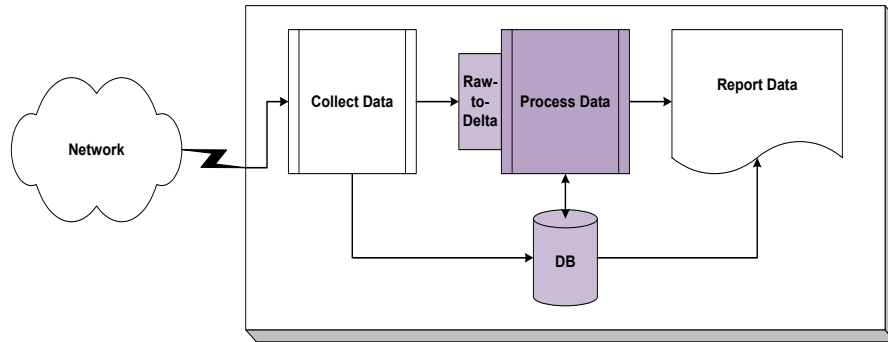 Network
Collect Data
Raw-
to-
Delta
Process Data
Report Data
DB